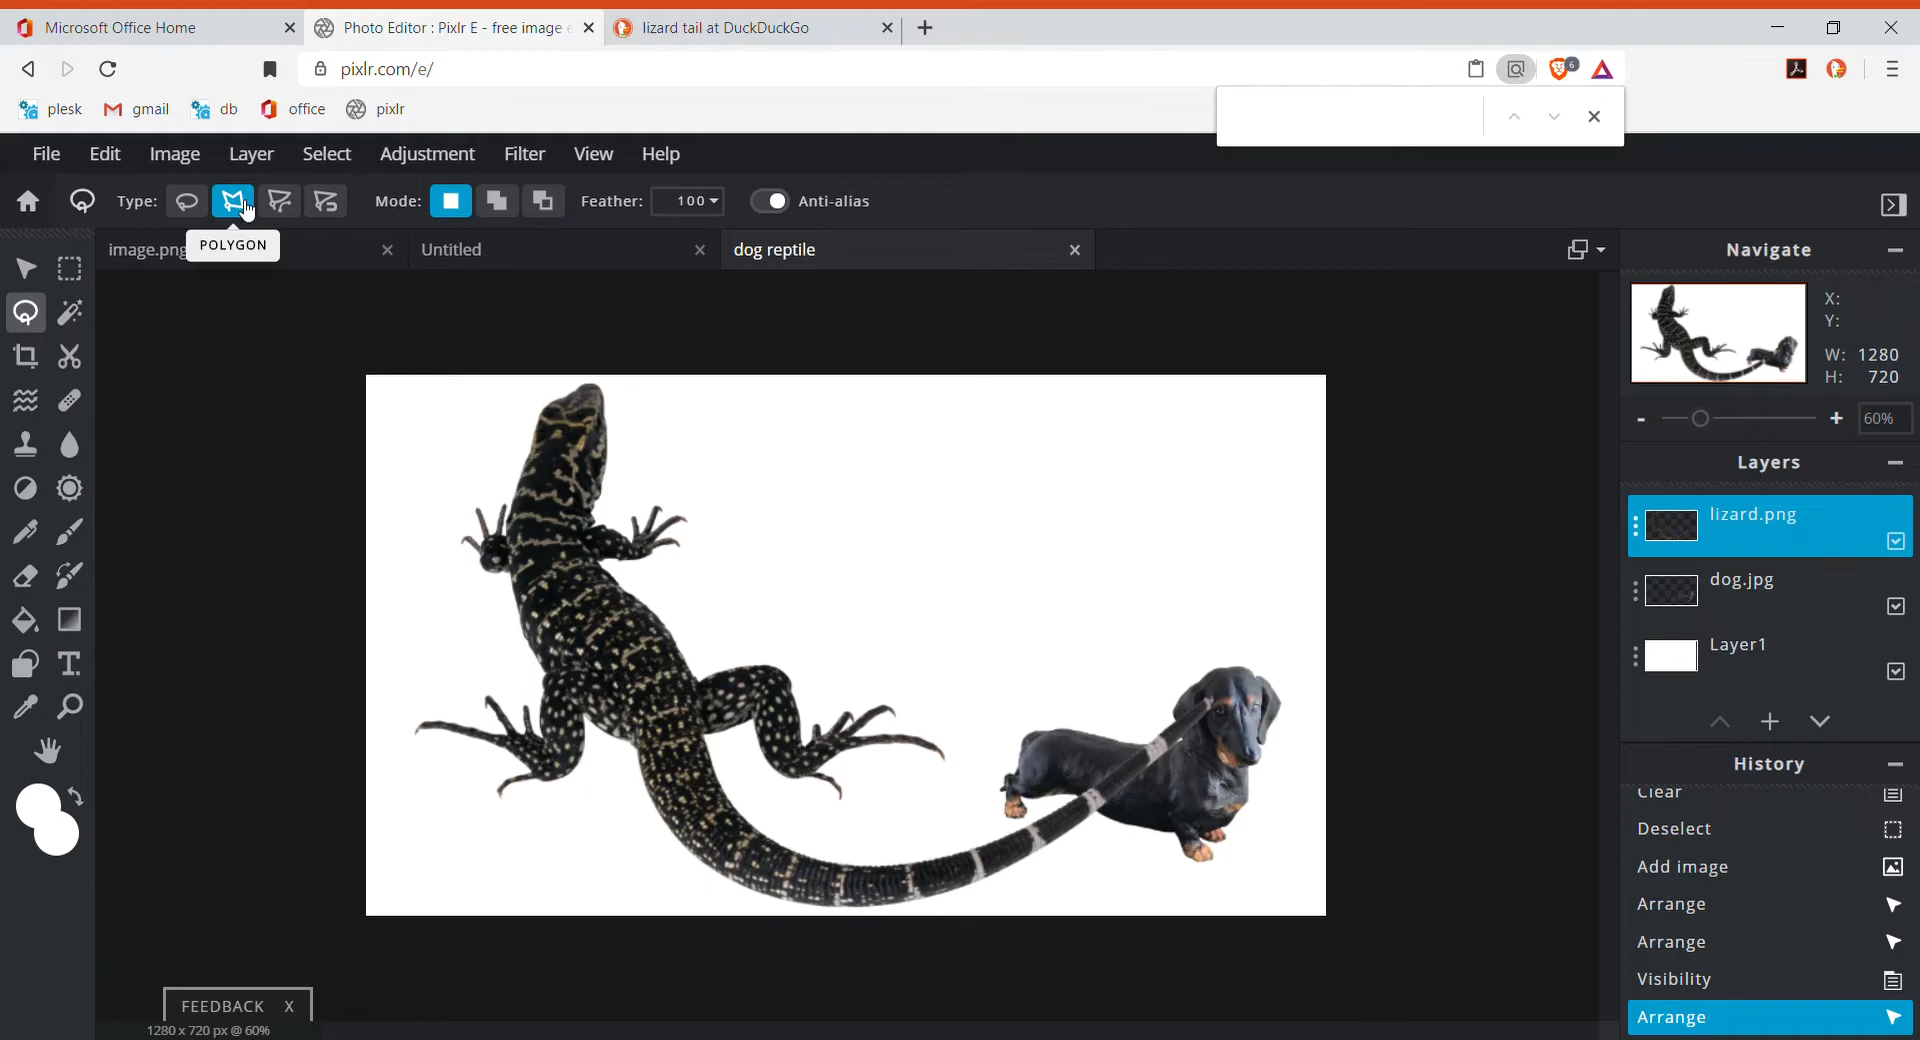 Microsoft Office Home
Photo Editor : Pixlr E - free image e
lizard tail at DuckDuckGo
pixlr.com/e/
6
plesk
gmail
db
office
pixlr
File
Edit
Image
Layer
Select
Adjustment
Filter
View
Help
Type:
Mode:
Feather:
100
Anti-alias
POLYGON
image.png
Untitled
dog reptile
Navigate
X:
Y:
W: 1280
H: 720
60%
Layers
lizard.png
dog.jpg
Layer1
History
Clear
Deselect
Add image
Arrange
Arrange
Visibility
Arrange
FEEDBACK X
1280 x 720 px @ 60%